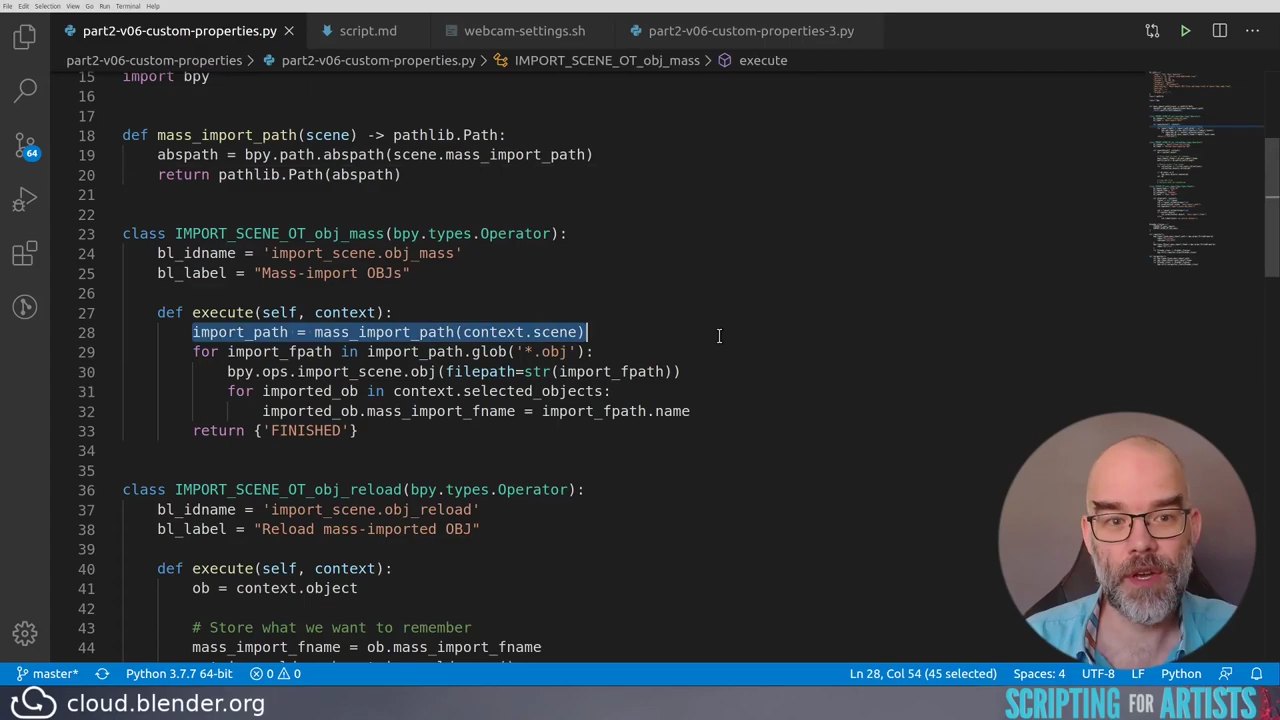 File Edit Selection View Go Run Terminal Help
part2-v06-custom-properties.py
script.md
webcam-settings.sh
part2-v06-custom-properties-3.py
part2-v06-custom-properties > part2-v06-custom-properties.py > IMPORT_SCENE_OT_obj_mass > execute
15 import bpy
16
17
18 def mass_import_path(scene) -> pathlib.Path:
19 abspath = bpy.path.abspath(scene.mass_import_path)
20 return pathlib.Path(abspath)
21
22
23 class IMPORT_SCENE_OT_obj_mass(bpy.types.Operator):
24 bl_idname = 'import_scene.obj_mass'
25 bl_label = "Mass-import OBJs"
26
27 def execute(self, context):
28 import_path = mass_import_path(context.scene)
29 for import_fpath in import_path.glob('*.obj'):
30 bpy.ops.import_scene.obj(filepath=str(import_fpath))
31 for imported_ob in context.selected_objects:
32 imported_ob.mass_import_fname = import_fpath.name
33 return {'FINISHED'}
34
35
36 class IMPORT_SCENE_OT_obj_reload(bpy.types.Operator):
37 bl_idname = 'import_scene.obj_reload'
38 bl_label = "Reload mass-imported OBJ"
39
40 def execute(self, context):
41 ob = context.object
42
43 # Store what we want to remember
44 mass_import_fname = ob.mass_import_fname
64
master* Python 3.7.7 64-bit 0 0 Ln 28, Col 54 (45 selected) Spaces: 4 UTF-8 LF Python
cloud.blender.org
SCRIPTING FOR ARTISTS